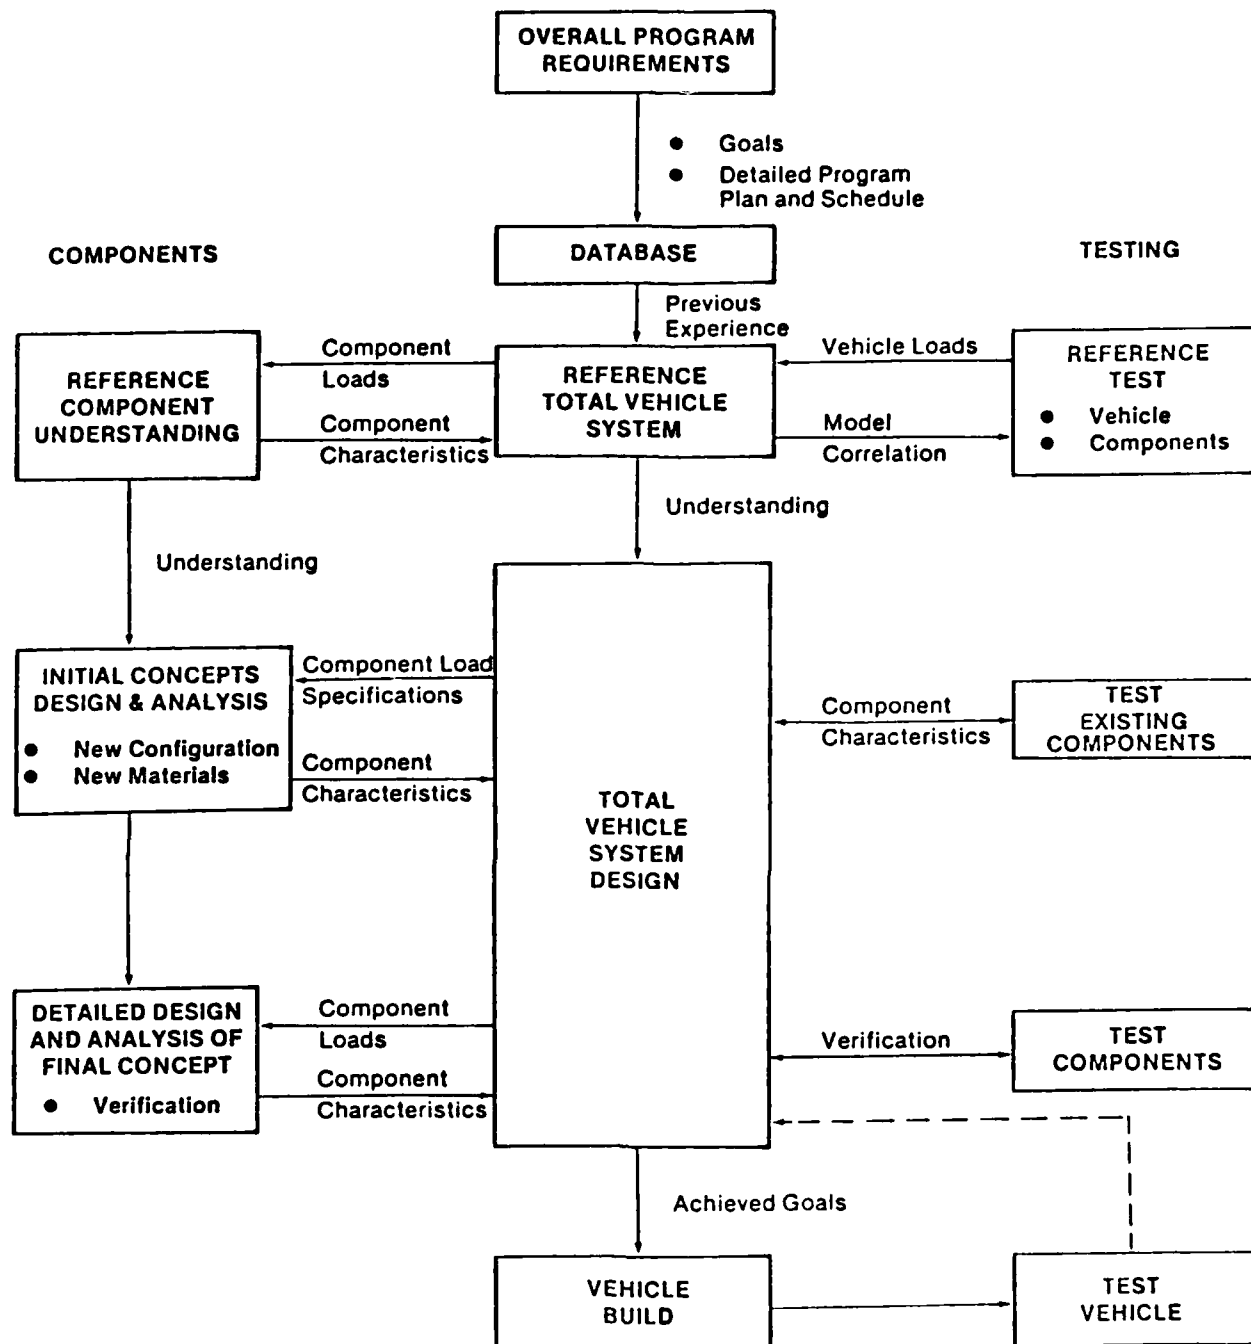 OVERALL PROGRAM
REQUIREMENTS
● Goals
● Detailed Program
Plan and Schedule
COMPONENTS
DATABASE
TESTING
Previous
Experience
REFERENCE
COMPONENT
UNDERSTANDING
Component
Loads
Component
Characteristics
REFERENCE
TOTAL VEHICLE
SYSTEM
Vehicle Loads
Model
Correlation
REFERENCE
TEST
● Vehicle
● Components
Understanding
Understanding
INITIAL CONCEPTS
DESIGN & ANALYSIS
● New Configuration
● New Materials
Component Load
Specifications
Component
Characteristics
TOTAL
VEHICLE
SYSTEM
DESIGN
Component
Characteristics
TEST
EXISTING
COMPONENTS
DETAILED DESIGN
AND ANALYSIS OF
FINAL CONCEPT
● Verification
Component
Loads
Component
Characteristics
Verification
TEST
COMPONENTS
Achieved Goals
VEHICLE
BUILD
TEST
VEHICLE